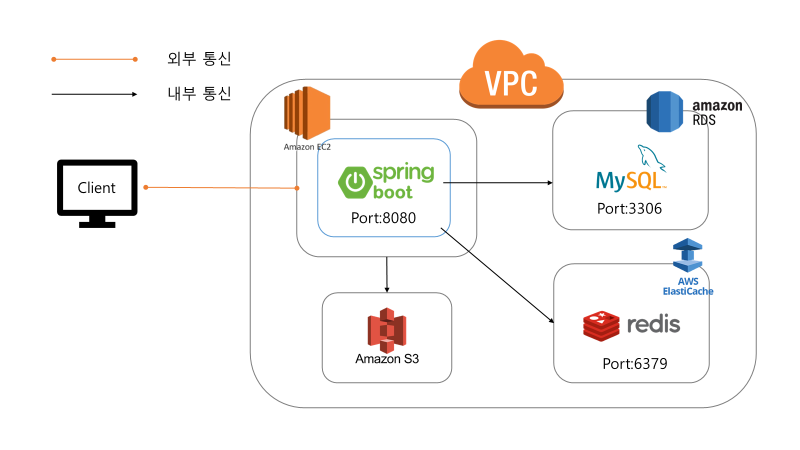 외부 통신
내부 통신
VPC
Amazon EC2
amazon
RDS
spring
boot
Port:8080
Client
MySQL
Port:3306
AWS
ElastiCache
redis
Port:6379
Amazon S3